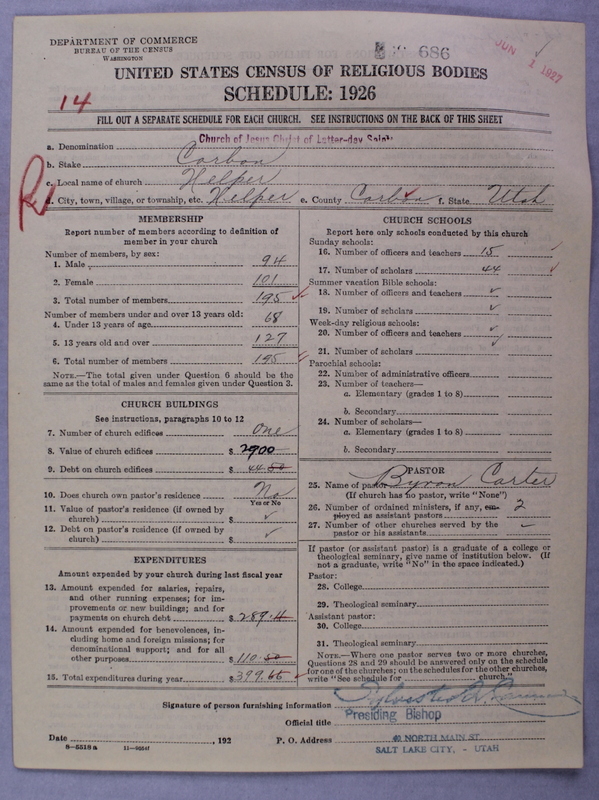 DEPARTMENT OF COMMERCE
BUREAU OF THE CENSUS
WASHINGTON
686
JUN 1 1927
UNITED STATES CENSUS OF RELIGIOUS BODIES
SCHEDULE: 1926
14
FILL OUT A SEPARATE SCHEDULE FOR EACH CHURCH. SEE INSTRUCTIONS ON THE BACK OF THIS SHEET
a. Denomination Church of Jesus Christ of Latter-day Saints
b. Stake Carbon
c. Local name of church Helper
R
d. City, town, village, or township, etc. Helper e. County Carbon f. State Utah
MEMBERSHIP
Report number of members according to definition of
member in your church
Number of members, by sex:
1. Male 94
2. Female 101
3. Total number of members 195
Number of members under and over 13 years old:
4. Under 13 years of age 68
5. 13 years old and over 127
6. Total number of members 195
NOTE.—The total given under Question 6 should be the
same as the total of males and females given under Question 3.
CHURCH BUILDINGS
See instructions, paragraphs 10 to 12
7. Number of church edifices One
8. Value of church edifices $ 2900
9. Debt on church edifices $ 44 50
10. Does church own pastor's residence No
Yes or No
11. Value of pastor's residence (if owned by
church) $ ✓
12. Debt on pastor's residence (if owned by
church) $ ✓
EXPENDITURES
Amount expended by your church during last fiscal year
13. Amount expended for salaries, repairs,
and other running expenses; for im-
provements or new buildings; and for
payments on church debt $ 289.
14. Amount expended for benevolences, in-
cluding home and foreign missions; for
denominational support; and for all
other purposes $ 110 50
15. Total expenditures during year $ 399.65
CHURCH SCHOOLS
Report here only schools conducted by this church
Sunday schools:
16. Number of officers and teachers 15
17. Number of scholars 44
Summer vacation Bible schools:
18. Number of officers and teachers ✓
19. Number of scholars ✓
Week-day religious schools:
20. Number of officers and teachers ✓
21. Number of scholars ✓
Parochial schools:
22. Number of administrative officers
23. Number of teachers—
a. Elementary (grades 1 to 8)
b. Secondary
24. Number of scholars—
a. Elementary (grades 1 to 8)
b. Secondary
PASTOR
25. Name of pastor Byron Carter
(If church has no pastor, write "None")
26. Number of ordained ministers, if any, em-
ployed as assistant pastors 2
27. Number of other churches served by the
pastor or his assistants –
If pastor (or assistant pastor) is a graduate of a college or
theological seminary, give name of institution below. (If
not a graduate, write "No" in the space indicated.)
Pastor:
28. College
29. Theological seminary
Assistant pastor:
30. College
31. Theological seminary
NOTE.—Where one pastor serves two or more churches,
Questions 28 and 29 should be answered only on the schedule
for one of the churches; on the schedules for the other churches,
write "See schedule for church"
Signature of person furnishing information Sylvester Q. Cannon
Official title Presiding Bishop
Date , 192 P. O. Address 40 NORTH MAIN ST.
SALT LAKE CITY, - UTAH
8—5518a 11—9554f